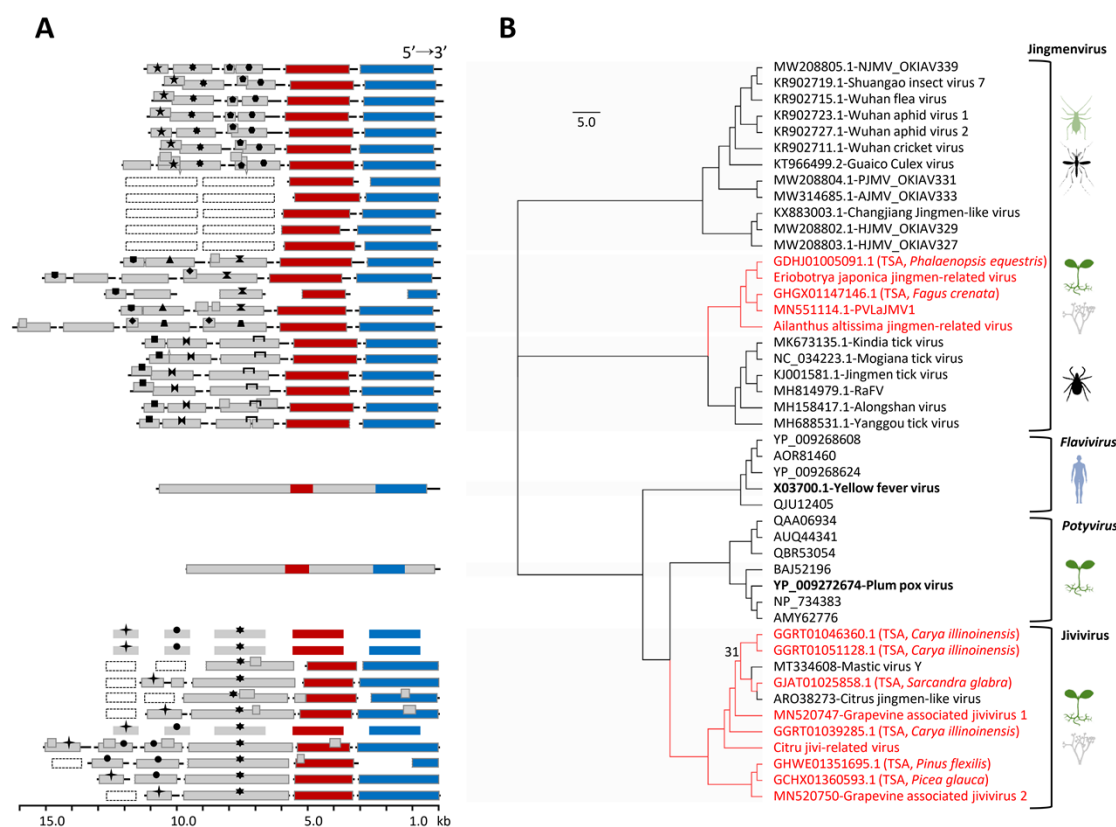 A
B
5’→3’
Jingmenvirus
5.0
MW208805.1-NJMV_OKIAV339
KR902719.1-Shuangao insect virus 7
KR902715.1-Wuhan flea virus
KR902723.1-Wuhan aphid virus 1
KR902727.1-Wuhan aphid virus 2
KR902711.1-Wuhan cricket virus
KT966499.2-Guaico Culex virus
MW208804.1-PJMV_OKIAV331
MW314685.1-AJMV_OKIAV333
KX883003.1-Changjiang Jingmen-like virus
MW208802.1-HJMV_OKIAV329
MW208803.1-HJMV_OKIAV327
GDHJ01005091.1 (TSA, Phalaenopsis equestris)
Eriobotrya japonica jingmen-related virus
GHGX01147146.1 (TSA, Fagus crenata)
MN551114.1-PVLaJMV1
Ailanthus altissima jingmen-related virus
MK673135.1-Kindia tick virus
NC_034223.1-Mogiana tick virus
KJ001581.1-Jingmen tick virus
MH814979.1-RaFV
MH158417.1-Alongshan virus
MH688531.1-Yanggou tick virus
YP_009268608
Flavivirus
AOR81460
YP_009268624
X03700.1-Yellow fever virus
QJU12405
QAA06934
Potyvirus
AUQ44341
QBR53054
BAJ52196
YP_009272674-Plum pox virus
NP_734383
AMY62776
GGRT01046360.1 (TSA, Carya illinoinensis)
Jivivirus
GGRT01051128.1 (TSA, Carya illinoinensis)
31
MT334608-Mastic virus Y
GJAT01025858.1 (TSA, Sarcandra glabra)
ARO38273-Citrus jingmen-like virus
MN520747-Grapevine associated jivivirus 1
GGRT01039285.1 (TSA, Carya illinoinensis)
Citru jivi-related virus
GHWE01351695.1 (TSA, Pinus flexilis)
GCHX01360593.1 (TSA, Picea glauca)
MN520750-Grapevine associated jivivirus 2
15.0 10.0 5.0 1.0 kb